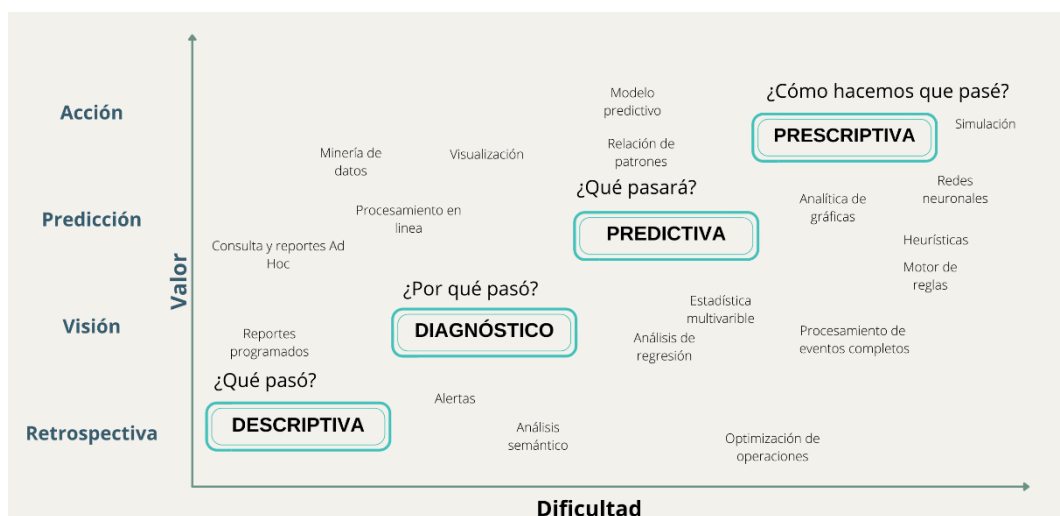 ¿Cómo hacemos que pasé?
Modelo
predictivo
Acción
PRESCRIPTIVA
Simulación
Minería de
datos
Visualización
Relación de
patrones
¿Qué pasará?
Redes
neuronales
Analítica de
gráficas
Predicción
Procesamiento en
linea
PREDICTIVA
Consulta y reportes Ad
Hoc
Heurísticas
Motor de
reglas
Valor
¿Por qué pasó?
Estadística
multivarible
Visión
DIAGNÓSTICO
Reportes
programados
Análisis de
regresión
Procesamiento de
eventos completos
¿Qué pasó?
Alertas
Retrospectiva
DESCRIPTIVA
Análisis
semántico
Optimización de
operaciones
Dificultad